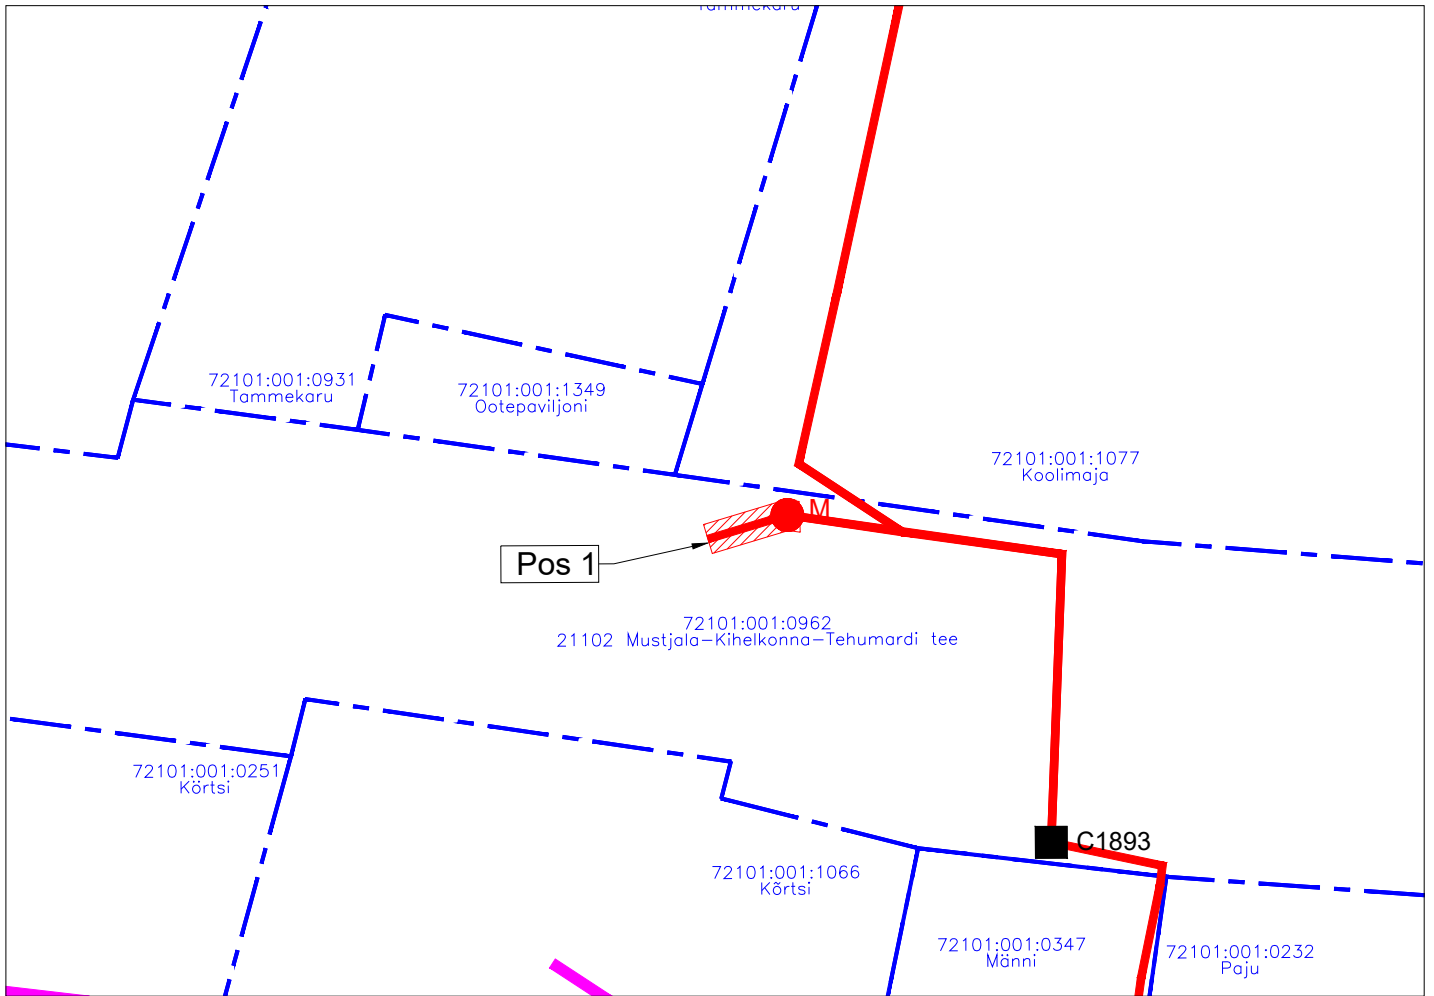 Tammekaru
72101:001:0931
Tammekaru
72101:001:1349
Ootepaviljoni
72101:001:1077
Koolimaja
M
Pos 1
72101:001:0962
21102 Mustjala-Kihelkonna-Tehumardi tee
72101:001:0251
Körtsi
C1893
72101:001:1066
Kõrtsi
72101:001:0347
Männi
72101:001:0232
Paju